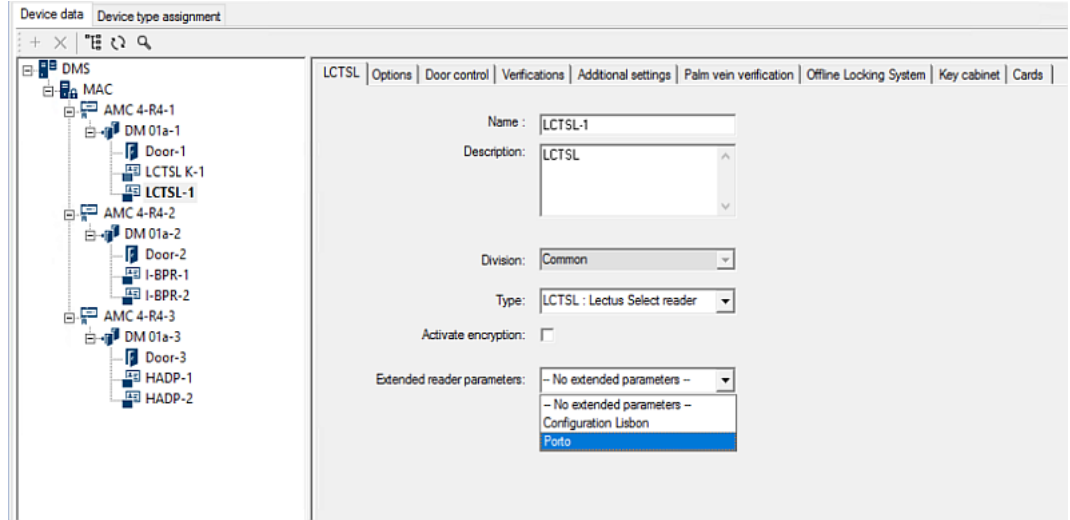 Device data Device type assignment
DMS
MAC
AMC 4-R4-1
DM 01a-1
Door-1
LCTSL K-1
LCTSL-1
AMC 4-R4-2
DM 01a-2
Door-2
I-BPR-1
I-BPR-2
AMC 4-R4-3
DM 01a-3
Door-3
HADP-1
HADP-2
LCTSL Options Door control Verifications Additional settings Palm vein verification Offline Locking System Key cabinet Cards
Name : LCTSL-1
Description: LCTSL
Division: Common
Type: LCTSL : Lectus Select reader
Activate encryption:
Extended reader parameters: -- No extended parameters --
-- No extended parameters --
Configuration Lisbon
Porto